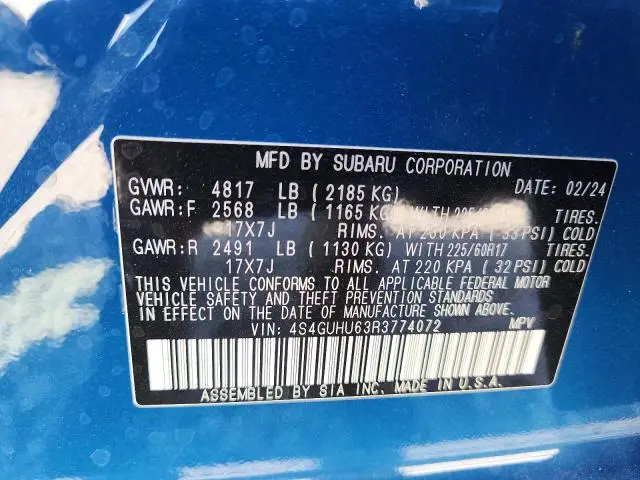 MFD BY SUBARU CORPORATION
GVWR: 4817 LB (2185 KG) DATE: 02/24
GAWR:F 2568 LB (1165 KG) WITH TIRES.
17X7J RIMS. AT 230 KPA (33 PSI) COLD
GAWR:R 2491 LB (1130 KG) WITH 225/60R17 TIRES.
17X7J RIMS. AT 220 KPA (32 PSI) COLD
THIS VEHICLE CONFORMS TO ALL APPLICABLE FEDERAL MOTOR
VEHICLE SAFETY AND THEFT PREVENTION STANDARDS
IN EFFECT ON THE DATE OF MANUFACTURE SHOWN ABOVE.
VIN: 4S4GUHU63R3774072 MPV
ASSEMBLED BY SIA INC. MADE IN U.S.A.